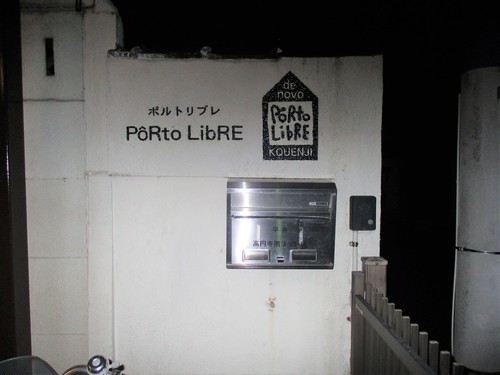 ポルトリブレ
PôRto LibRE
de
novo
PôRto
LibRE
KOUENJI